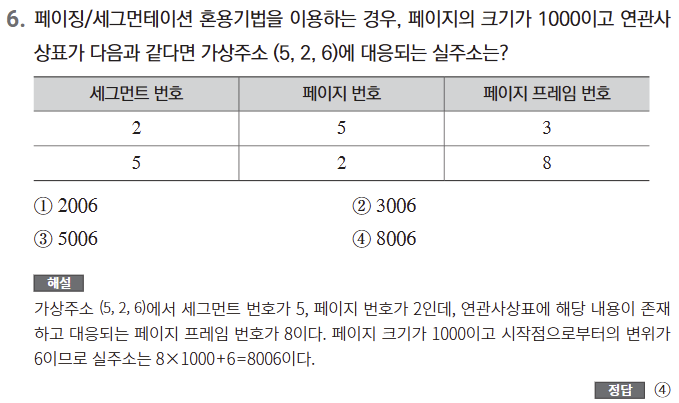 6. 페이징/세그먼테이션 혼용기법을 이용하는 경우, 페이지의 크기가 1000이고 연관사
상표가 다음과 같다면 가상주소 (5, 2, 6)에 대응되는 실주소는?
세그먼트 번호 페이지 번호 페이지 프레임 번호
2 5 3
5 2 8
① 2006 ② 3006
③ 5006 ④ 8006
해설
가상주소 (5, 2, 6)에서 세그먼트 번호가 5, 페이지 번호가 2인데, 연관사상표에 해당 내용이 존재
하고 대응되는 페이지 프레임 번호가 8이다. 페이지 크기가 1000이고 시작점으로부터의 변위가
6이므로 실주소는 8×1000+6=8006이다.
정답 ④